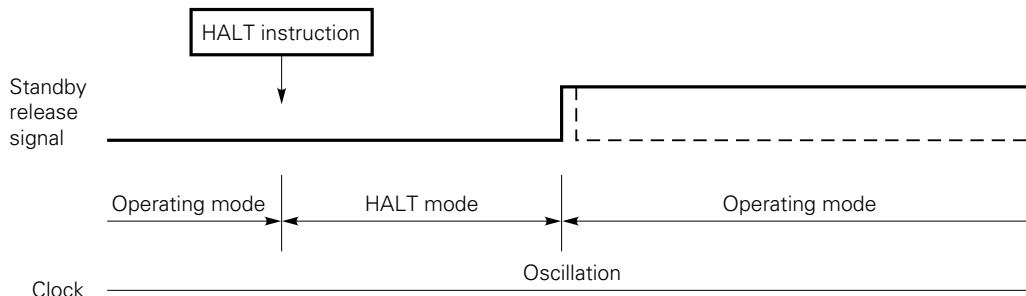 HALT instruction
Standby
release
signal
Operating mode
HALT mode
Operating mode
Oscillation
Clock